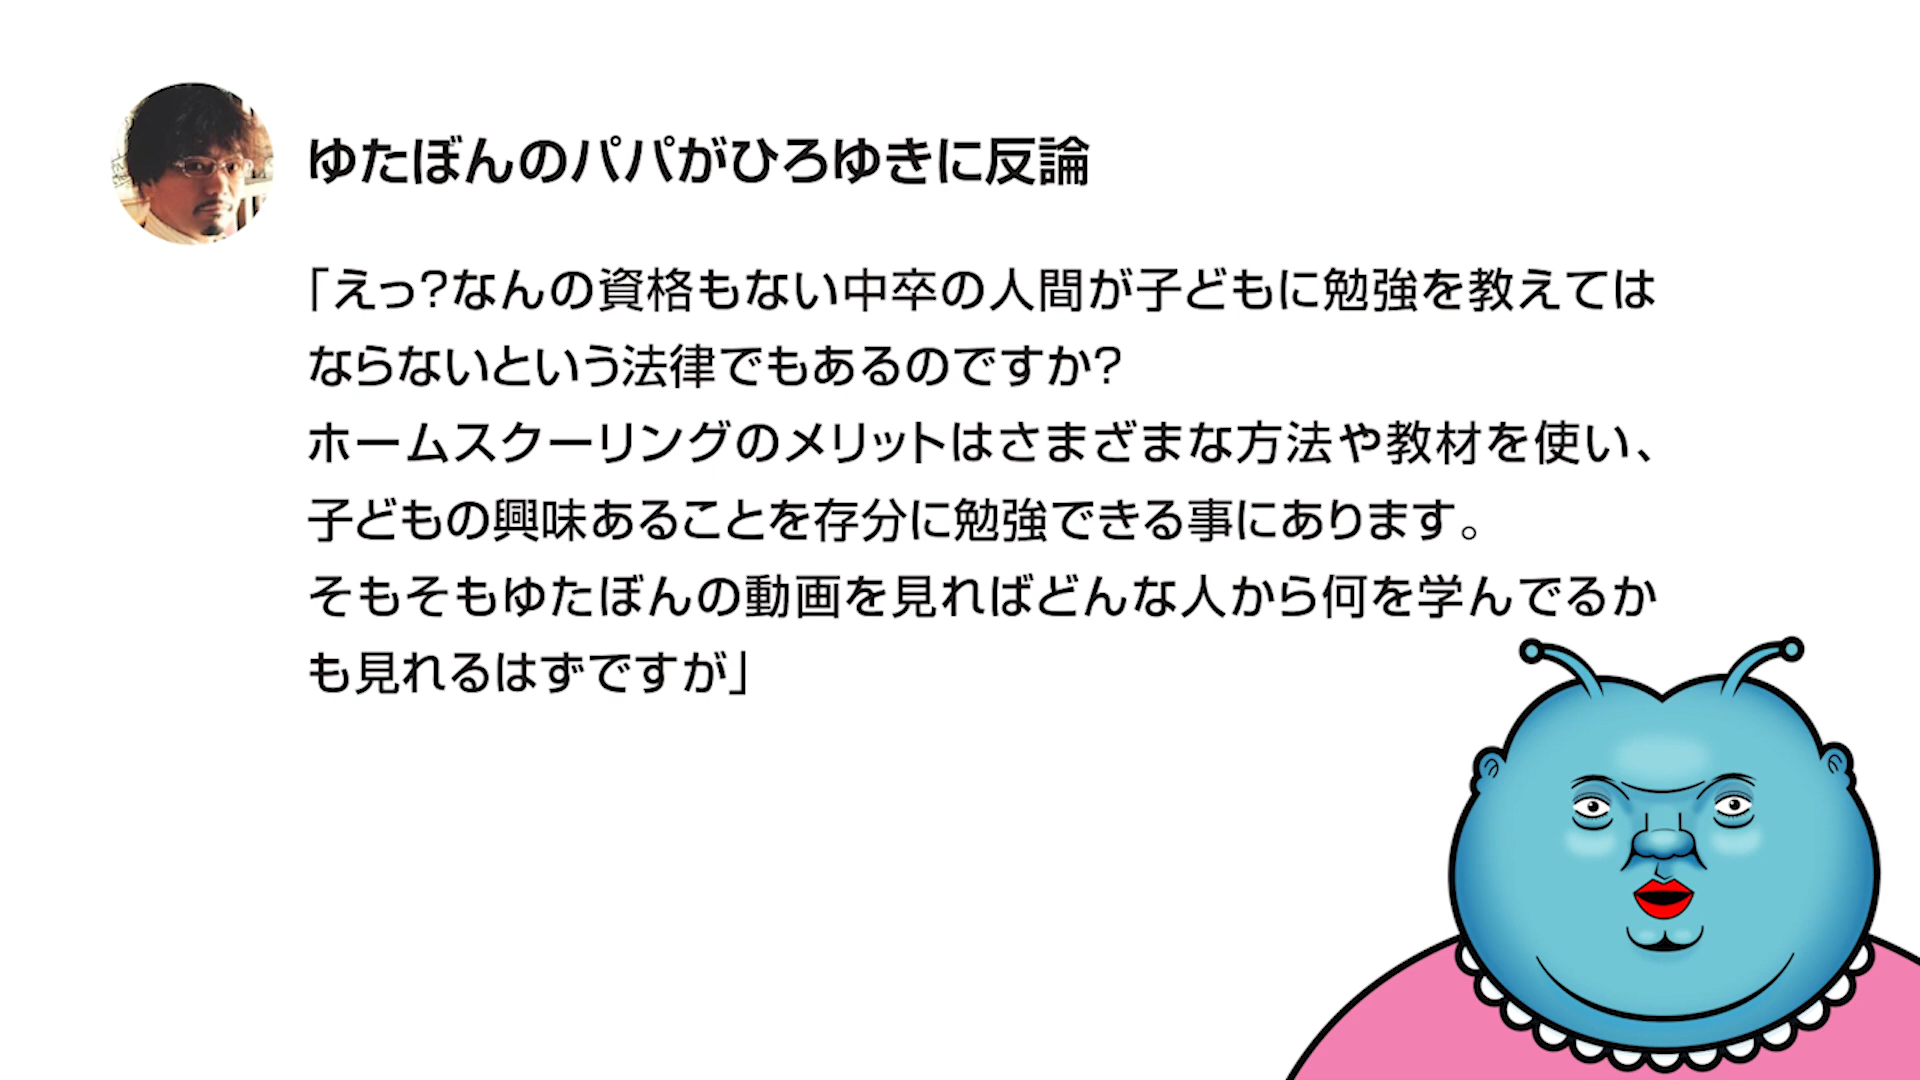 ゆたぼんのパパがひろゆきに反論
「えっ?なんの資格もない中卒の人間が子どもに勉強を教えては
ならないという法律でもあるのですか?
ホームスクーリングのメリットはさまざまな方法や教材を使い、
子どもの興味あることを存分に勉強できる事にあります。
そもそもゆたぼんの動画を見ればどんな人から何を学んでるか
も見れるはずですが」